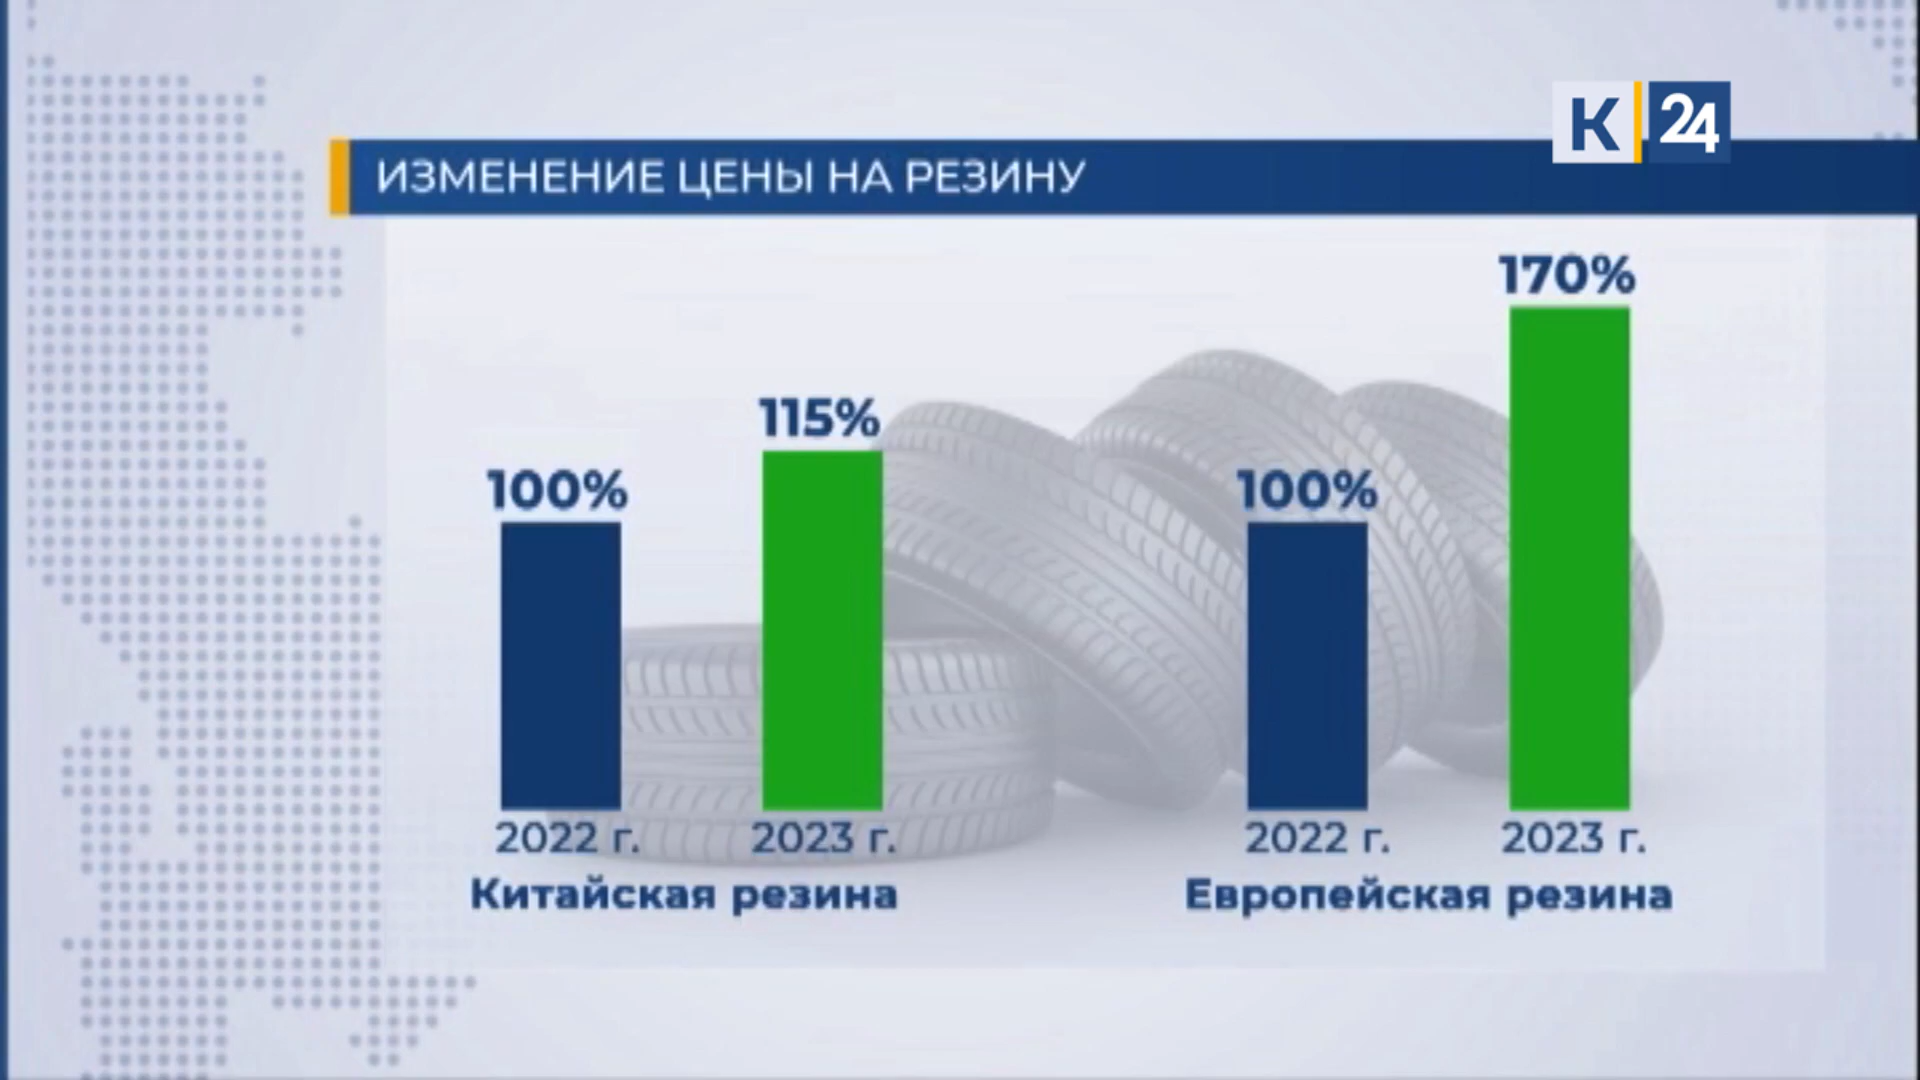 К 24
ИЗМЕНЕНИЕ ЦЕНЫ НА РЕЗИНУ
100%
115%
2022 г.
2023 г.
Китайская резина
100%
170%
2022 г.
2023 г.
Европейская резина